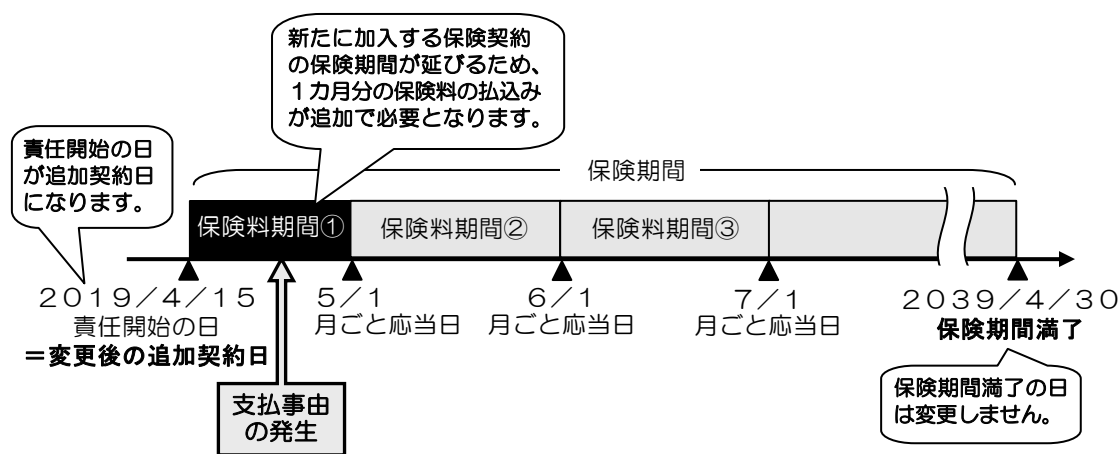 新たに加入する保険契約
の保険期間が延びるため、
１カ月分の保険料の払込み
が追加で必要となります。
責任開始の日
が追加契約日
になります。
保険期間
保険料期間①
保険料期間②
保険料期間③
２０１９／４／１５
５／１
６／１
７／１
２０３９／４／３０
責任開始の日
月ごと応当日
月ごと応当日
月ごと応当日
保険期間満了
＝変更後の追加契約日
支払事由
の発生
保険期間満了の日
は変更しません。